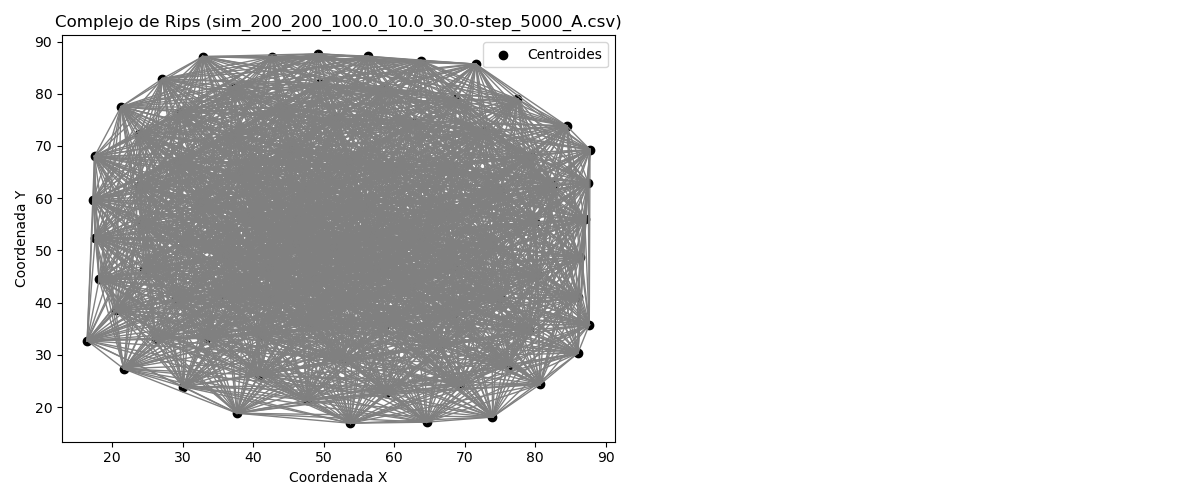 Complejo de Rips (sim_200_200_100.0_10.0_30.0-step_5000_A.csv)
Centroides
Coordenada Y
90
80
70
60
50
40
30
20
20 30 40 50 60 70 80 90
Coordenada X